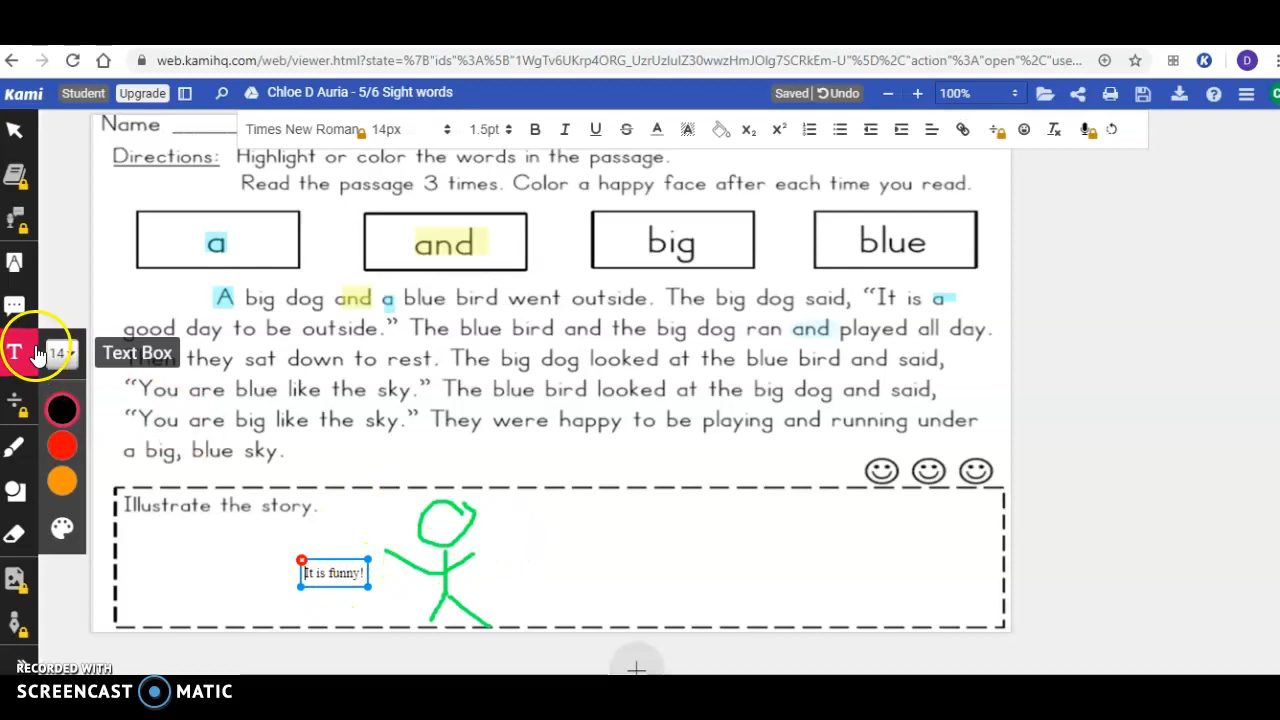 web.kamihq.com/web/viewer.html?state=%7B"ids"%3A%5B"1WgTv6UKrp4ORG_UzrUzIuIZ30wwzHmJOIg7SCRkEm-U"%5D%2C"action"%3A"open"%2C"use...
D
Kami Student Upgrade Chloe D Auria - 5/6 Sight words Saved Undo 100%
Name Times New Roman 14px 1.5pt
Directions: Highlight or color the words in the passage.
Read the passage 3 times. Color a happy face after each time you read.
a and big blue
A big dog and a blue bird went outside. The big dog said, “It is a
good day to be outside.” The blue bird and the big dog ran and played all day.
they sat down to rest. The big dog looked at the blue bird and said,
14
Text Box
“You are blue like the sky.” The blue bird looked at the big dog and said,
“You are big like the sky.” They were happy to be playing and running under
a big, blue sky.
Illustrate the story.
It is funny!
RECORDED WITH
SCREENCAST MATIC